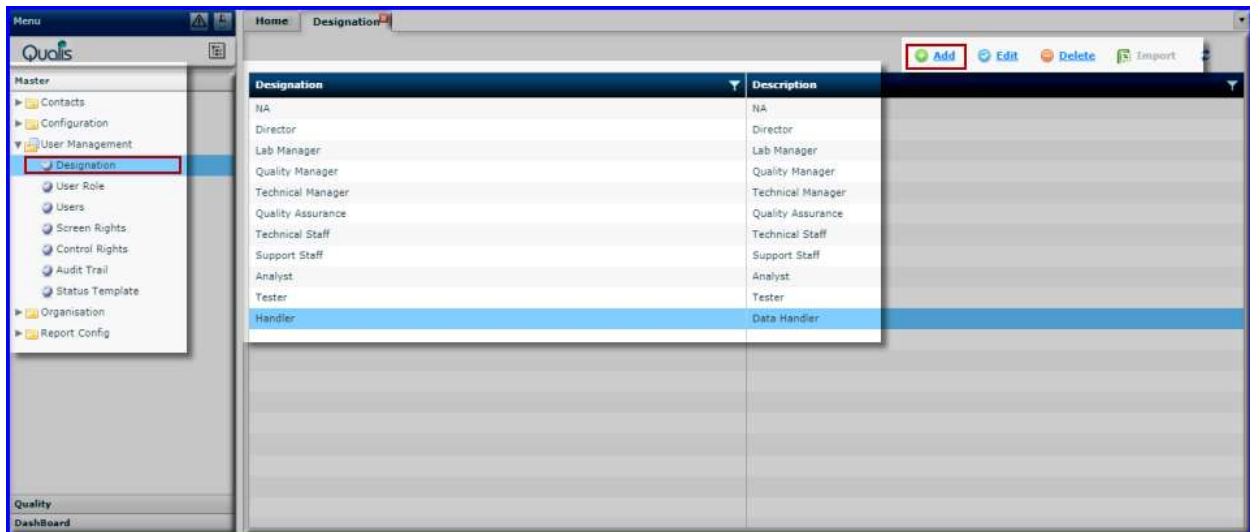 Menu
Home Designation
Qualis
Add Edit Delete Import
Master
Designation Description
Contacts
Configuration
User Management
Designation
User Role
Users
Screen Rights
Control Rights
Audit Trail
Status Template
Organisation
Report Config
NA NA
Director Director
Lab Manager Lab Manager
Quality Manager Quality Manager
Technical Manager Technical Manager
Quality Assurance Quality Assurance
Technical Staff Technical Staff
Support Staff Support Staff
Analyst Analyst
Tester Tester
Handler Data Handler
Quality
DashBoard